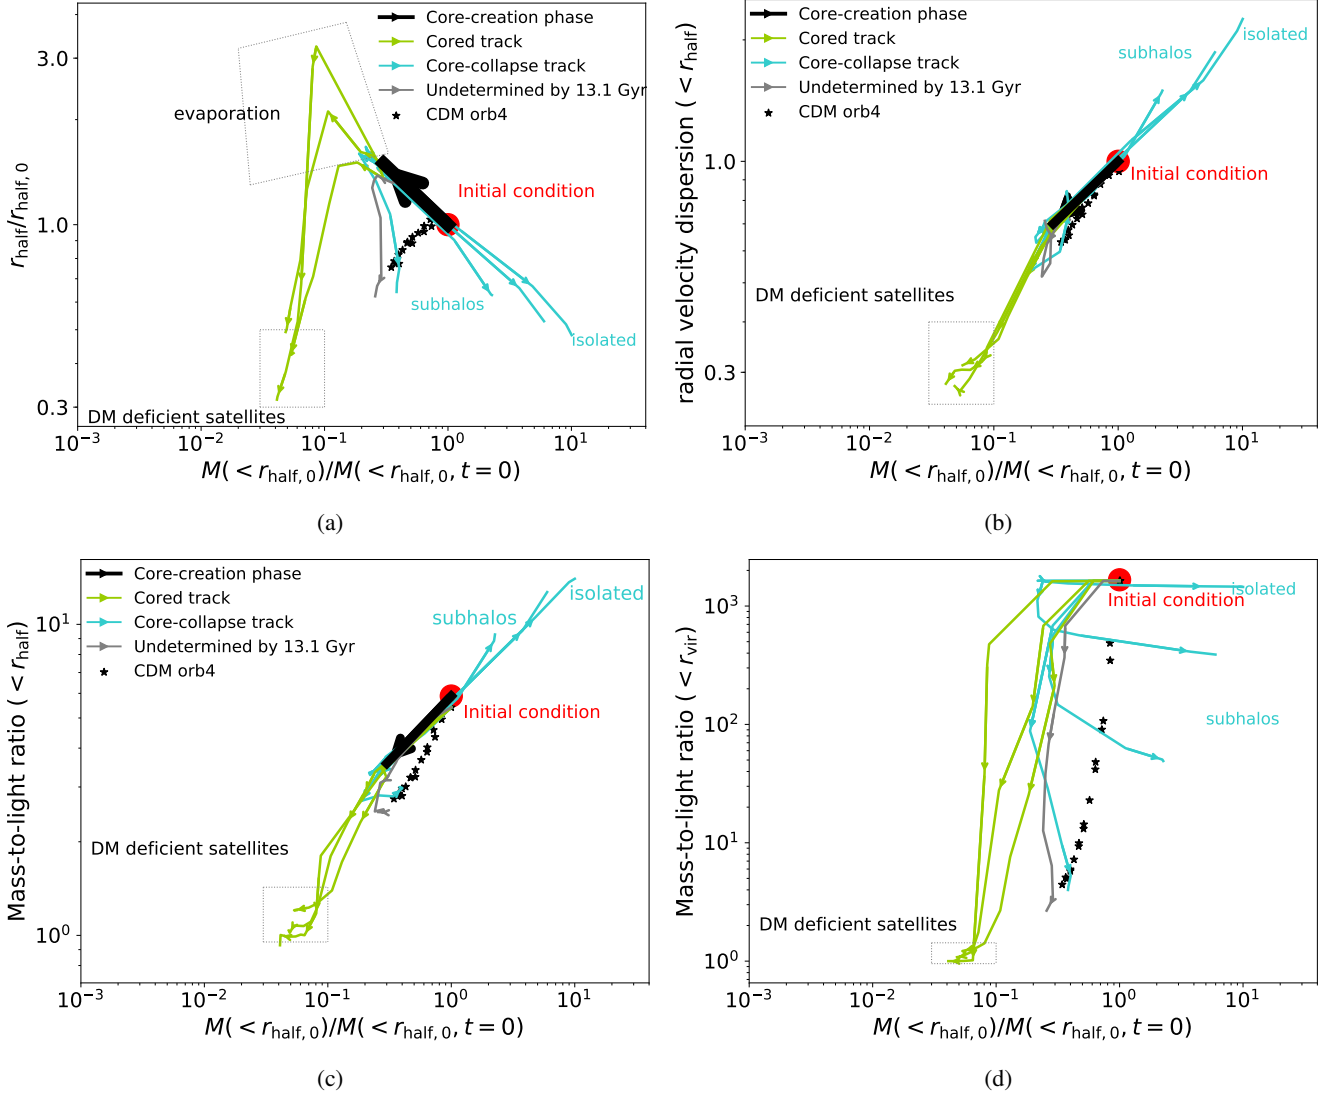 Core-creation phase
Cored track
Core-collapse track
Undetermined by 13.1 Gyr
CDM orb4
evaporation
Initial condition
subhalos
isolated
DM deficient satellites
3.0
1.0
0.3
r_half/r_half, 0
10^−3 10^−2 10^−1 10^0 10^1
M(< r_half, 0)/M(< r_half, 0, t = 0)
(a)
Core-creation phase
Cored track
Core-collapse track
Undetermined by 13.1 Gyr
CDM orb4
isolated
subhalos
Initial condition
DM deficient satellites
1.0
0.3
radial velocity dispersion (< r_half)
10^−3 10^−2 10^−1 10^0 10^1
M(< r_half, 0)/M(< r_half, 0, t = 0)
(b)
Core-creation phase
Cored track
Core-collapse track
Undetermined by 13.1 Gyr
CDM orb4
isolated
subhalos
Initial condition
DM deficient satellites
10^1
10^0
Mass-to-light ratio (< r_half)
10^−3 10^−2 10^−1 10^0 10^1
M(< r_half, 0)/M(< r_half, 0, t = 0)
(c)
isolated
Initial condition
subhalos
DM deficient satellites
10^3
10^2
10^1
10^0
Mass-to-light ratio (< r_vir)
10^−3 10^−2 10^−1 10^0 10^1
M(< r_half, 0)/M(< r_half, 0, t = 0)
(d)